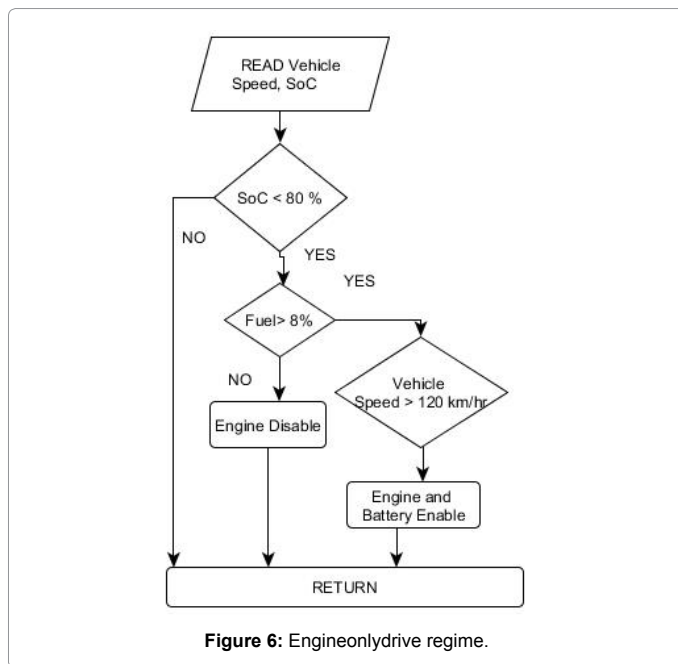 READ Vehicle
Speed, SoC
SoC < 80 %
NO
YES
YES
Fuel> 8%
NO
Vehicle
Speed > 120 km/hr
Engine Disable
Engine and
Battery Enable
RETURN
Figure 6: Engineonlydrive regime.